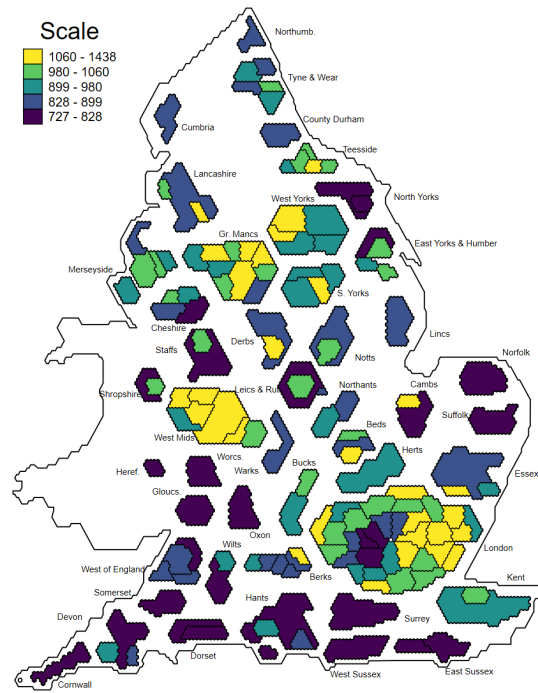 Scale
1060 - 1438
980 - 1060
899 - 980
828 - 899
727 - 828
Northumb.
Tyne & Wear
County Durham
Cumbria
Teesside
Lancashire
North Yorks
West Yorks
Gr. Mancs
East Yorks & Humber
Merseyside
S. Yorks
Cheshire
Lincs
Staffs
Derbs
Notts
Norfolk
Shropshire
Leics & Rut
Northants
Cambs
Suffolk
West Mids
Beds
Worcs.
Warks
Herts
Heref.
Bucks
Essex
Gloucs.
Oxon
Wilts
London
West of England
Berks
Kent
Somerset
Hants
Devon
Surrey
Dorset
West Sussex
East Sussex
Cornwall